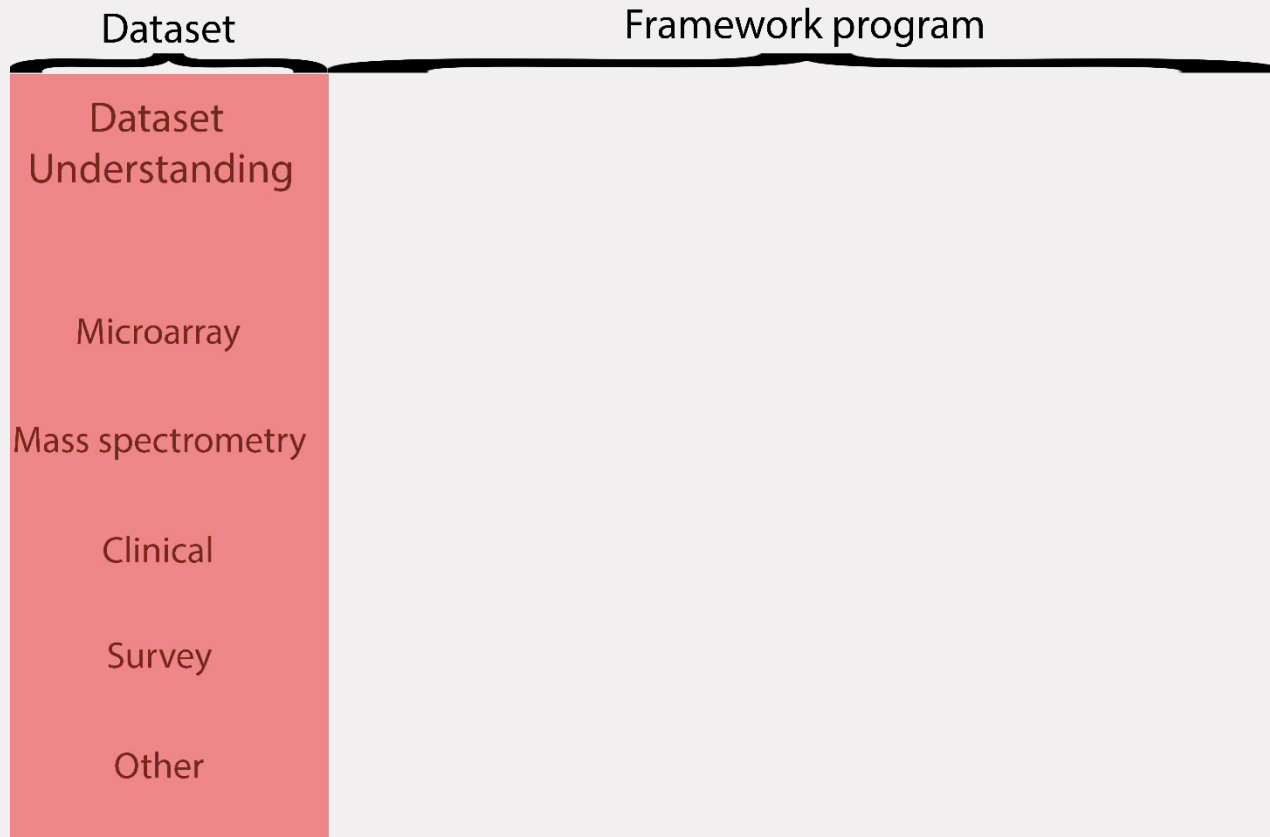 Dataset
Framework program
Dataset
Understanding
Microarray
Mass spectrometry
Clinical
Survey
Other